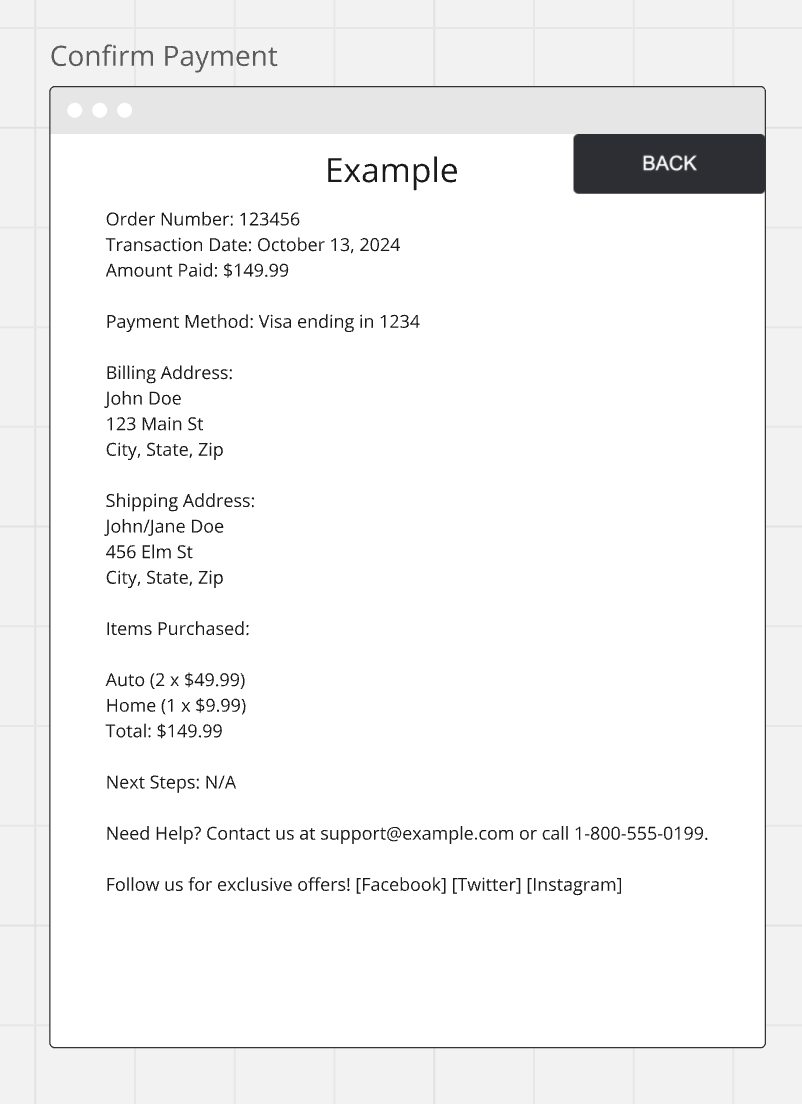 Confirm Payment
BACK
Example
Order Number: 123456
Transaction Date: October 13, 2024
Amount Paid: $149.99
Payment Method: Visa ending in 1234
Billing Address:
John Doe
123 Main St
City, State, Zip
Shipping Address:
John/Jane Doe
456 Elm St
City, State, Zip
Items Purchased:
Auto (2 x $49.99)
Home (1 x $9.99)
Total: $149.99
Next Steps: N/A
Need Help? Contact us at support@example.com or call 1-800-555-0199.
Follow us for exclusive offers! [Facebook] [Twitter] [Instagram]